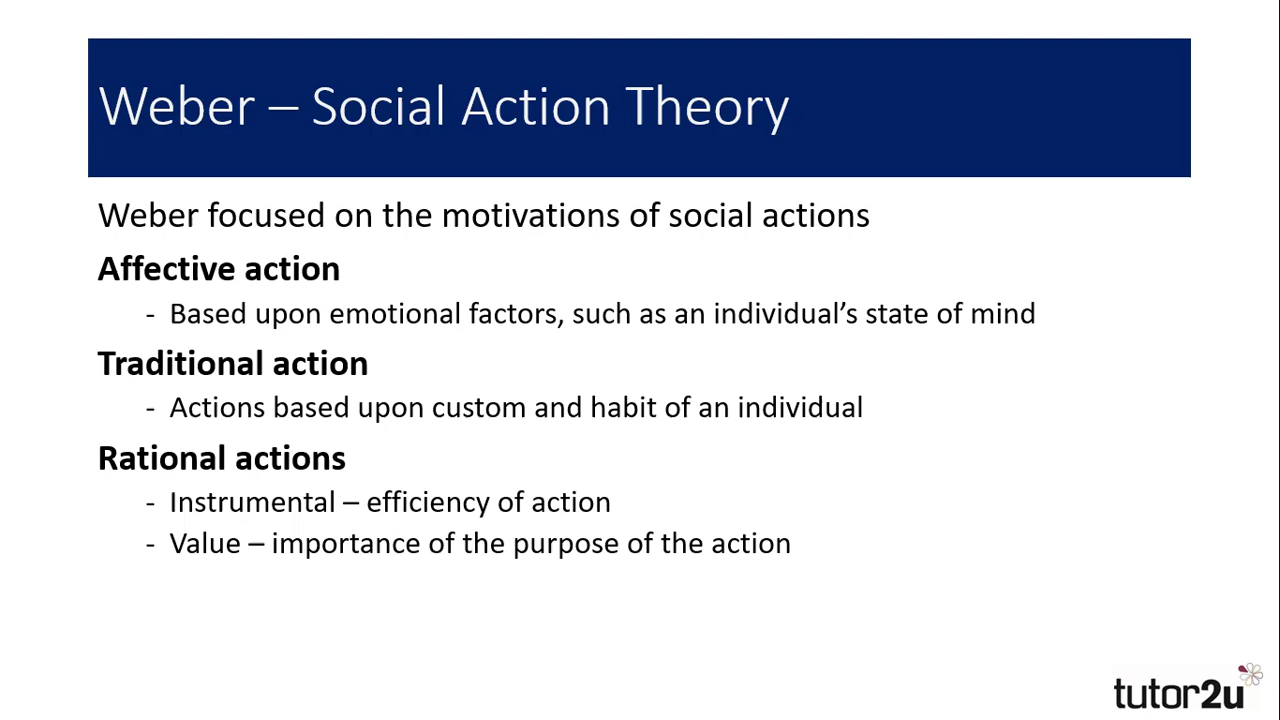 Weber – Social Action Theory
Weber focused on the motivations of social actions
Affective action
- Based upon emotional factors, such as an individual’s state of mind
Traditional action
- Actions based upon custom and habit of an individual
Rational actions
- Instrumental – efficiency of action
- Value – importance of the purpose of the action
tutor2u